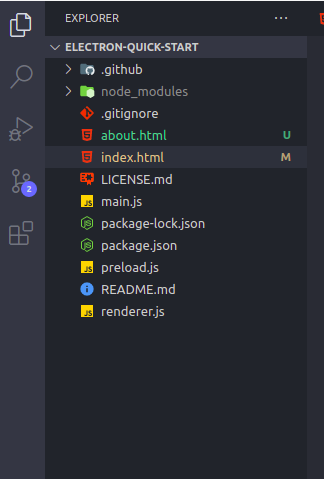 EXPLORER ···
ELECTRON-QUICK-START
.github
node_modules
.gitignore
about.html U
index.html M
LICENSE.md
main.js
package-lock.json
package.json
preload.js
README.md
renderer.js
2